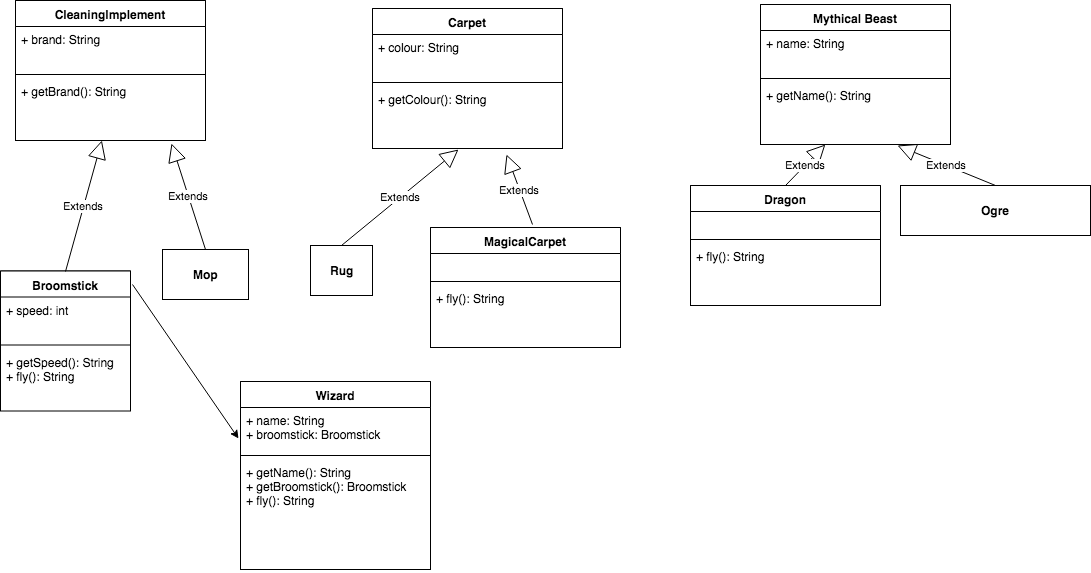 CleaningImplement
+ brand: String
+ getBrand(): String
Carpet
+ colour: String
+ getColour(): String
Mythical Beast
+ name: String
+ getName(): String
Extends
Extends
Extends
Extends
Extends
Extends
Broomstick
+ speed: int
+ getSpeed(): String
+ fly(): String
Mop
Rug
MagicalCarpet
+ fly(): String
Dragon
+ fly(): String
Ogre
Wizard
+ name: String
+ broomstick: Broomstick
+ getName(): String
+ getBroomstick(): Broomstick
+ fly(): String